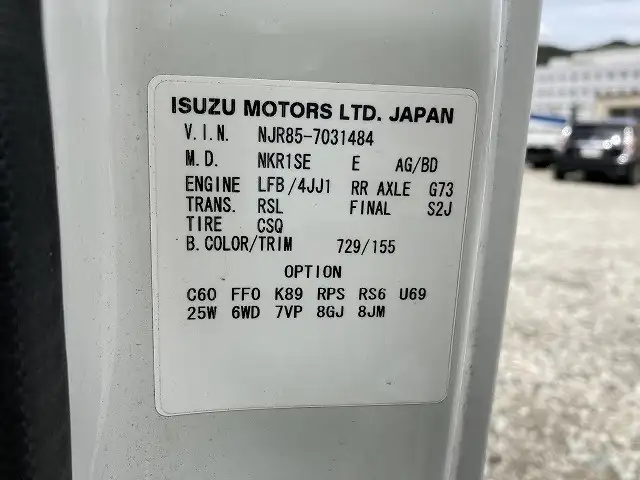 ISUZU MOTORS LTD. JAPAN
V.I.N. NJR85-7031484
M.D. NKR1SE E AG/BD
ENGINE LFB/4JJ1 RR AXLE G73
TRANS. RSL FINAL S2J
TIRE CSQ
B.COLOR/TRIM 729/155
OPTION
C60 FF0 K89 RPS RS6 U69
25W 6WD 7VP 8GJ 8JM